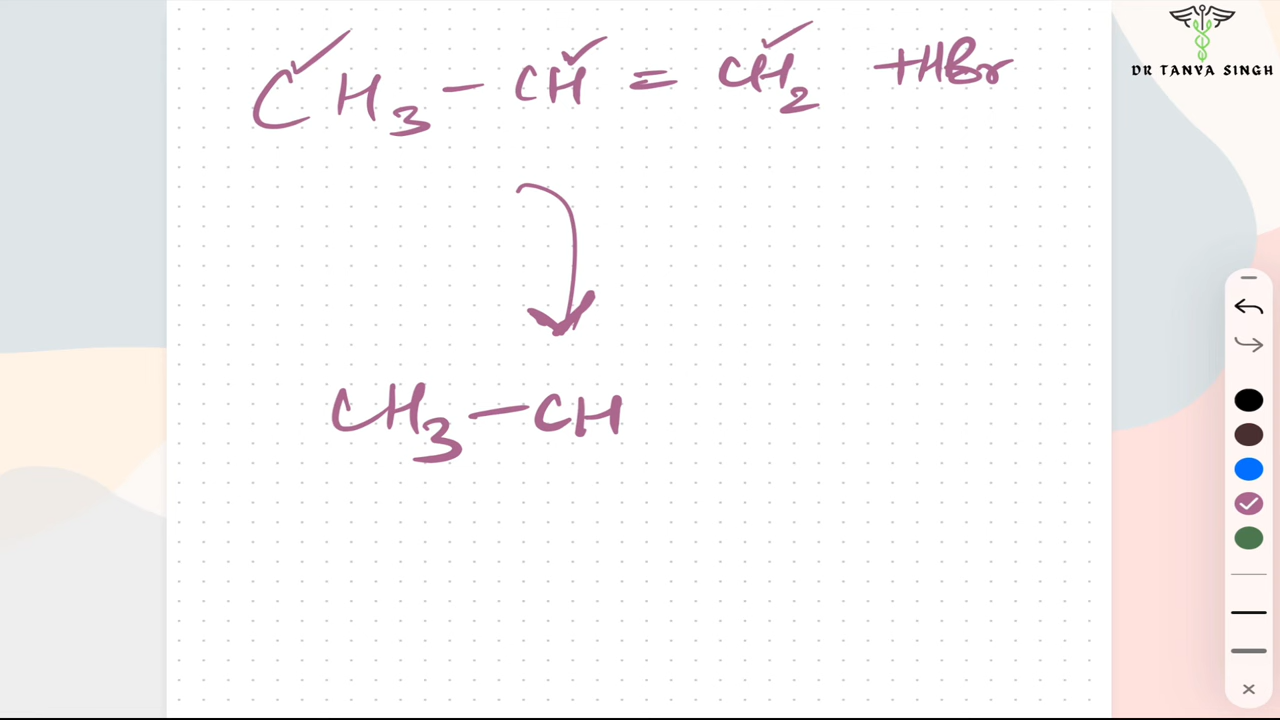 CH3 - CH = CH2 + HBr
DR TANYA SINGH
CH3 - CH